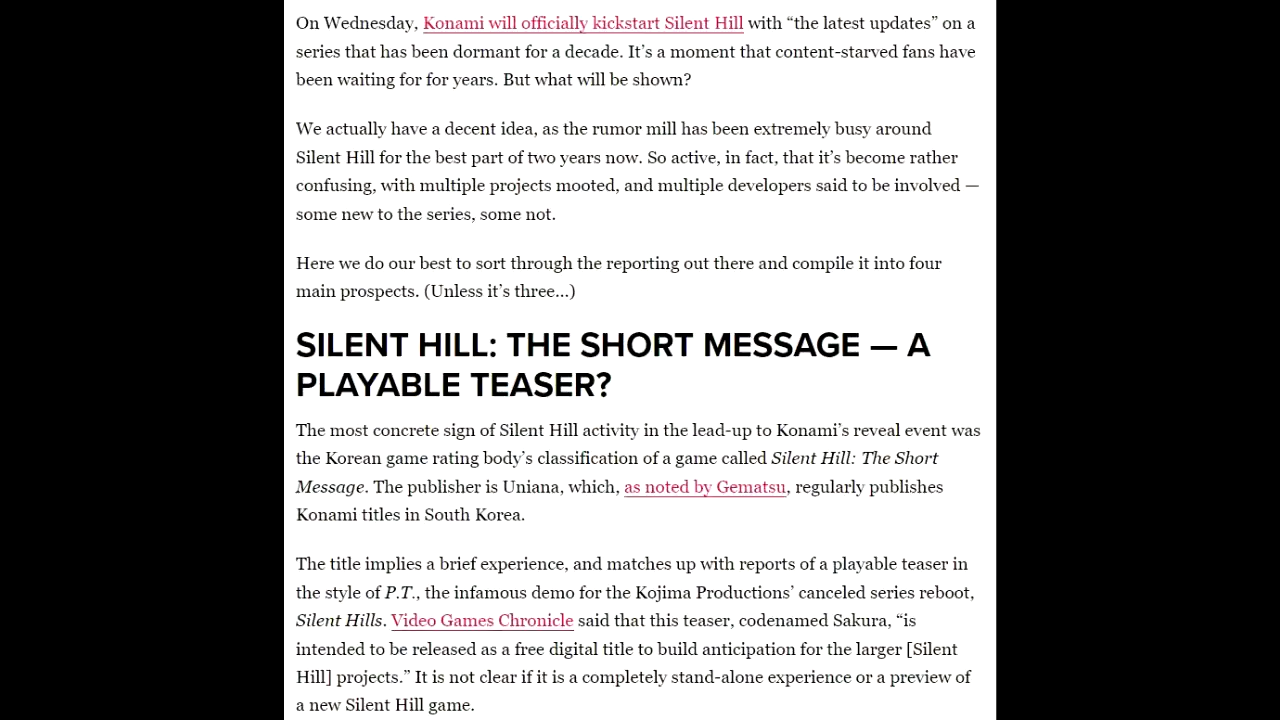 On Wednesday, Konami will officially kickstart Silent Hill with “the latest updates” on a
series that has been dormant for a decade. It’s a moment that content-starved fans have
been waiting for for years. But what will be shown?
We actually have a decent idea, as the rumor mill has been extremely busy around
Silent Hill for the best part of two years now. So active, in fact, that it’s become rather
confusing, with multiple projects mooted, and multiple developers said to be involved —
some new to the series, some not.
Here we do our best to sort through the reporting out there and compile it into four
main prospects. (Unless it’s three...)
SILENT HILL: THE SHORT MESSAGE — A
PLAYABLE TEASER?
The most concrete sign of Silent Hill activity in the lead-up to Konami’s reveal event was
the Korean game rating body’s classification of a game called Silent Hill: The Short
Message. The publisher is Uniana, which, as noted by Gematsu, regularly publishes
Konami titles in South Korea.
The title implies a brief experience, and matches up with reports of a playable teaser in
the style of P.T., the infamous demo for the Kojima Productions’ canceled series reboot,
Silent Hills. Video Games Chronicle said that this teaser, codenamed Sakura, “is
intended to be released as a free digital title to build anticipation for the larger [Silent
Hill] projects.” It is not clear if it is a completely stand-alone experience or a preview of
a new Silent Hill game.